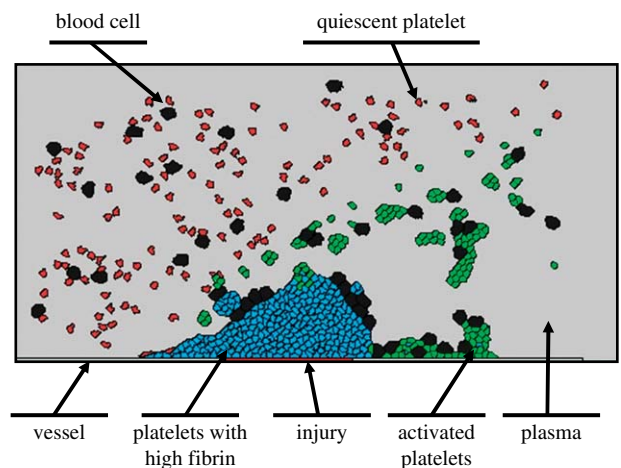 blood cell
quiescent platelet
vessel
platelets with
high fibrin
injury
activated
platelets
plasma